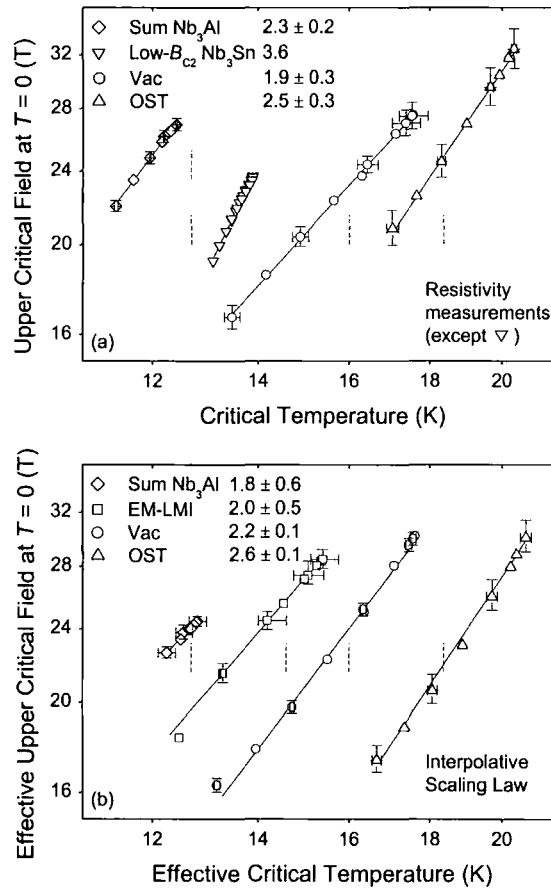 Sum Nb₃Al 2.3 ± 0.2
Low-B_C2 Nb₃Sn 3.6
Vac 1.9 ± 0.3
OST 2.5 ± 0.3
32
28
24
20
16
Upper Critical Field at T = 0 (T)
(a)
Resistivity
measurements
(except ▽)
12 14 16 18 20
Critical Temperature (K)
Sum Nb₃Al 1.8 ± 0.6
EM-LMI 2.0 ± 0.5
Vac 2.2 ± 0.1
OST 2.6 ± 0.1
32
28
24
20
16
Effective Upper Critical Field at T = 0 (T)
(b)
Interpolative
Scaling Law
12 14 16 18 20
Effective Critical Temperature (K)